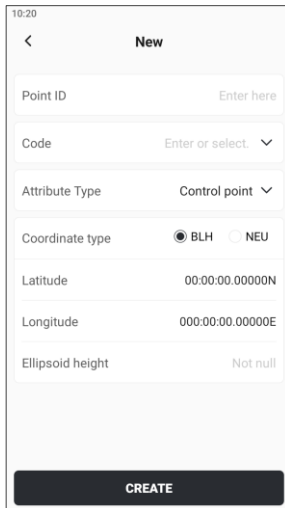 10:20
New
Point ID Enter here
Code Enter or select.
Attribute Type Control point
Coordinate type BLH NEU
Latitude 00:00:00.00000N
Longitude 000:00:00.00000E
Ellipsoid height Not null
CREATE